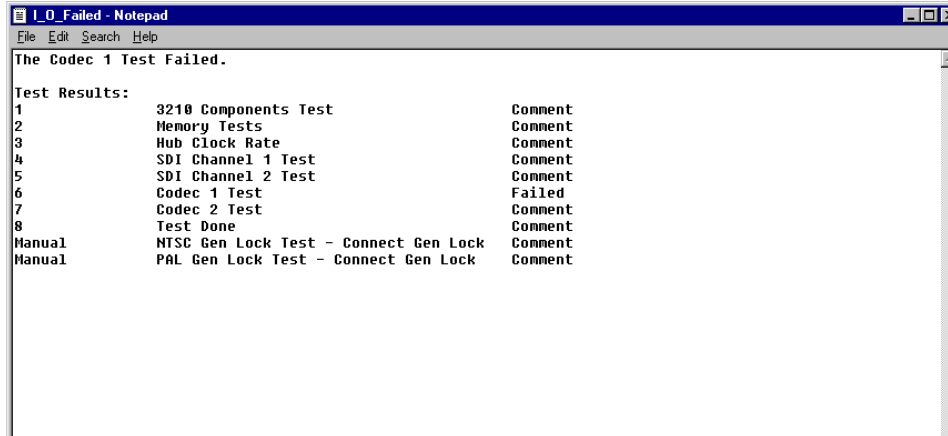 I_O_Failed - Notepad
File Edit Search Help
The Codec 1 Test Failed.
Test Results:
1 3210 Components Test Comment
2 Memory Tests Comment
3 Hub Clock Rate Comment
4 SDI Channel 1 Test Comment
5 SDI Channel 2 Test Comment
6 Codec 1 Test Failed
7 Codec 2 Test Comment
8 Test Done Comment
Manual NTSC Gen Lock Test - Connect Gen Lock Comment
Manual PAL Gen Lock Test - Connect Gen Lock Comment